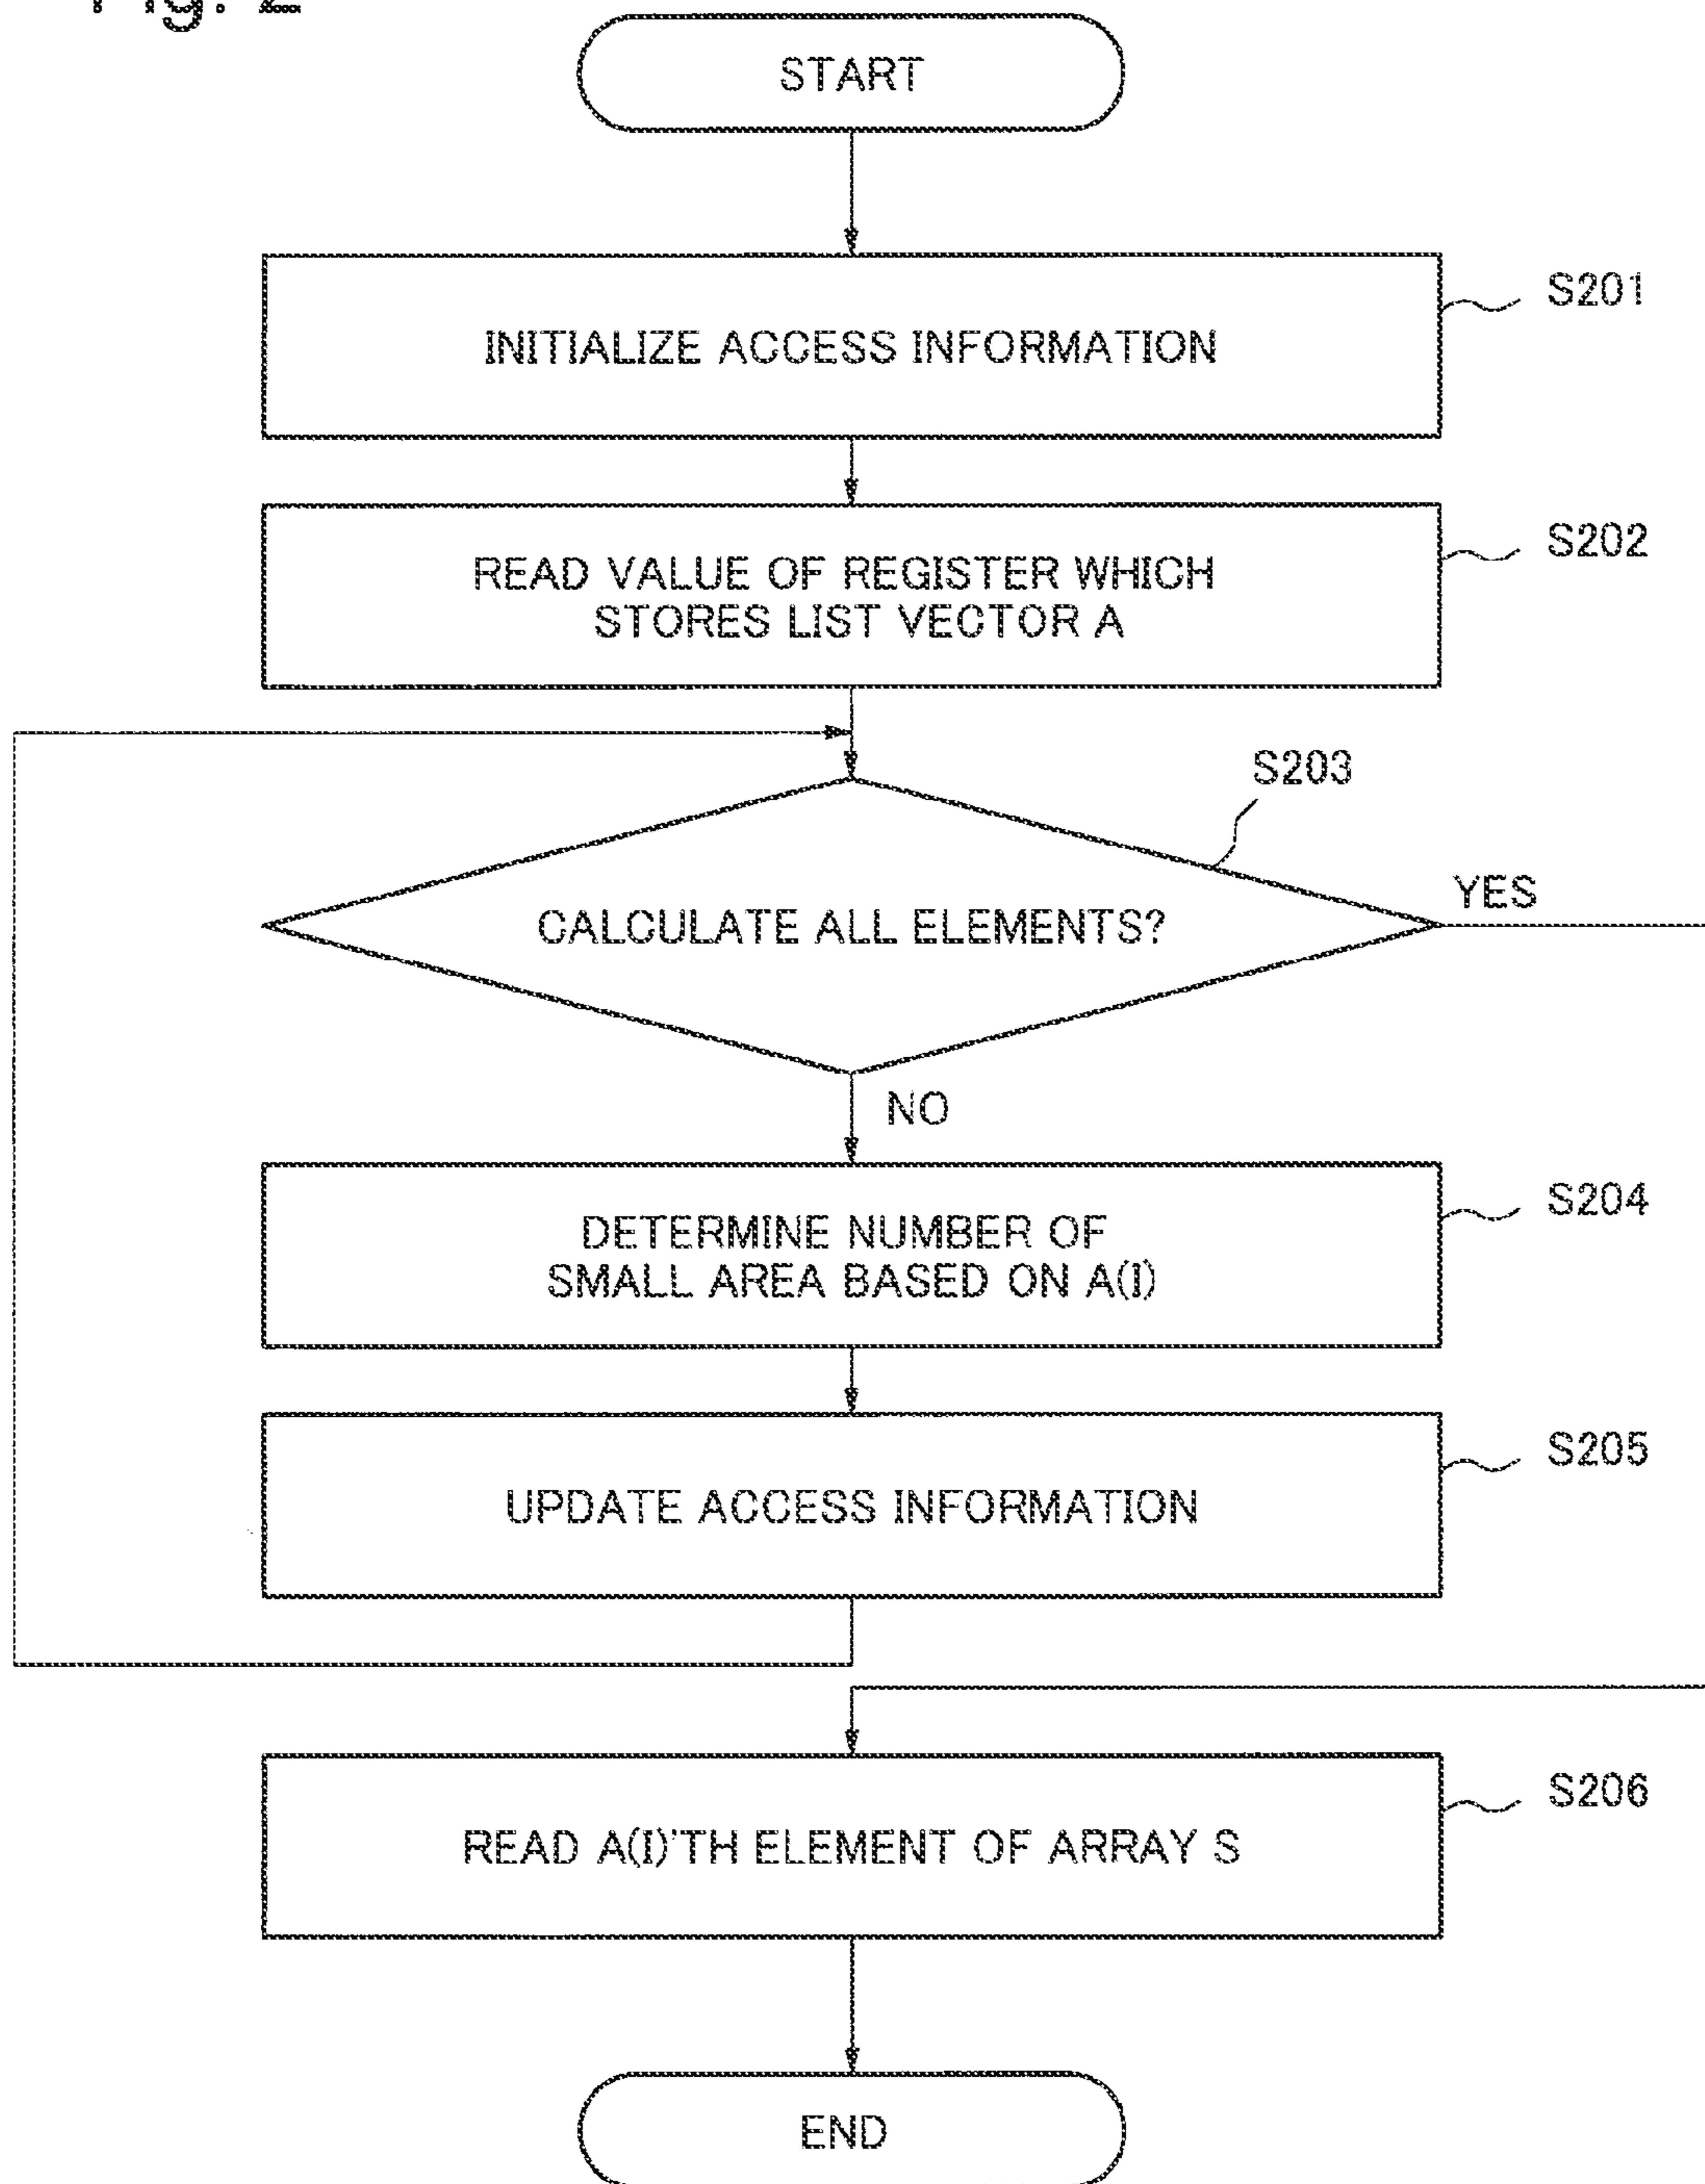 Fig. 2
START
INITIALIZE ACCESS INFORMATION
S201
READ VALUE OF REGISTER WHICH
STORES LIST VECTOR A
S202
S203
CALCULATE ALL ELEMENTS?
YES
NO
DETERMINE NUMBER OF
SMALL AREA BASED ON A(I)
S204
UPDATE ACCESS INFORMATION
S205
READ A(I)'TH ELEMENT OF ARRAY S
S206
END